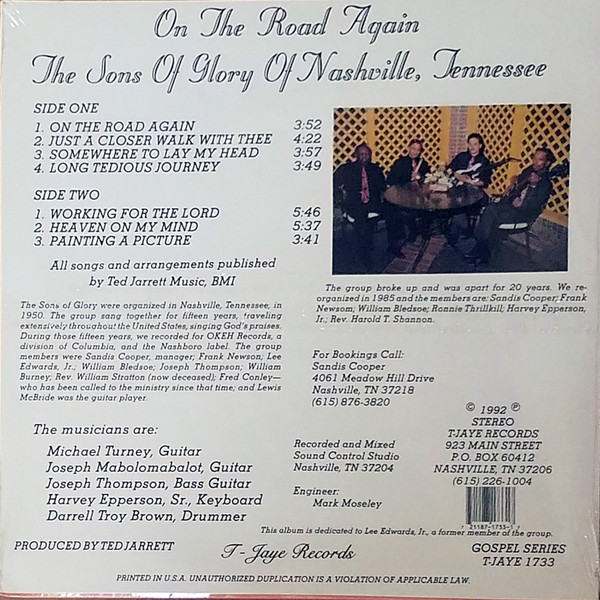 On The Road Again
The Sons Of Glory Of Nashville, Tennessee
SIDE ONE
1. ON THE ROAD AGAIN 3:52
2. JUST A CLOSER WALK WITH THEE 4:22
3. SOMEWHERE TO LAY MY HEAD 3:57
4. LONG TEDIOUS JOURNEY 3:49
SIDE TWO
1. WORKING FOR THE LORD 5:46
2. HEAVEN ON MY MIND 5:37
3. PAINTING A PICTURE 3:41
All songs and arrangements published
by Ted Jarrett Music, BMI
The Sons of Glory were organized in Nashville, Tennessee, in
1950. The group sang together for fifteen years, traveling
extensively throughout the United States, singing God's praises.
During those fifteen years, we recorded for OKEH Records, a
division of Columbia, and the Nashboro label. The group
members were Sandis Cooper, manager; Frank Newson; Lee
Edwards, Jr.; William Bledsoe; Joseph Thompson; William
Burney; Rev. William Stratton (now deceased); Fred Conley—
who has been called to the ministry since that time; and Lewis
McBride was the guitar player.
The group broke up and was apart for 20 years. We re-
organized in 1985 and the members are: Sandis Cooper; Frank
Newsom; William Bledsoe; Ronnie Thrillkill; Harvey Epperson,
Jr.; Rev. Harold T. Shannon.
The musicians are:
Michael Turney, Guitar
Joseph Mabolomabalot, Guitar
Joseph Thompson, Bass Guitar
Harvey Epperson, Sr., Keyboard
Darrell Troy Brown, Drummer
For Bookings Call:
Sandis Cooper
4061 Meadow Hill Drive
Nashville, TN 37218
(615) 876-3820
Recorded and Mixed
Sound Control Studio
Nashville, TN 37204
Engineer:
Mark Moseley
© 1992 ℗
STEREO
TJAYE RECORDS
923 MAIN STREET
P.O. BOX 60412
NASHVILLE, TN 37206
(615) 226-1004
7 21187-1733-1
This album is dedicated to Lee Edwards, Jr., a former member of the group.
PRODUCED BY TED JARRETT
T-Jaye Records
GOSPEL SERIES
T-JAYE 1733
PRINTED IN U.S.A. UNAUTHORIZED DUPLICATION IS A VIOLATION OF APPLICABLE LAW.